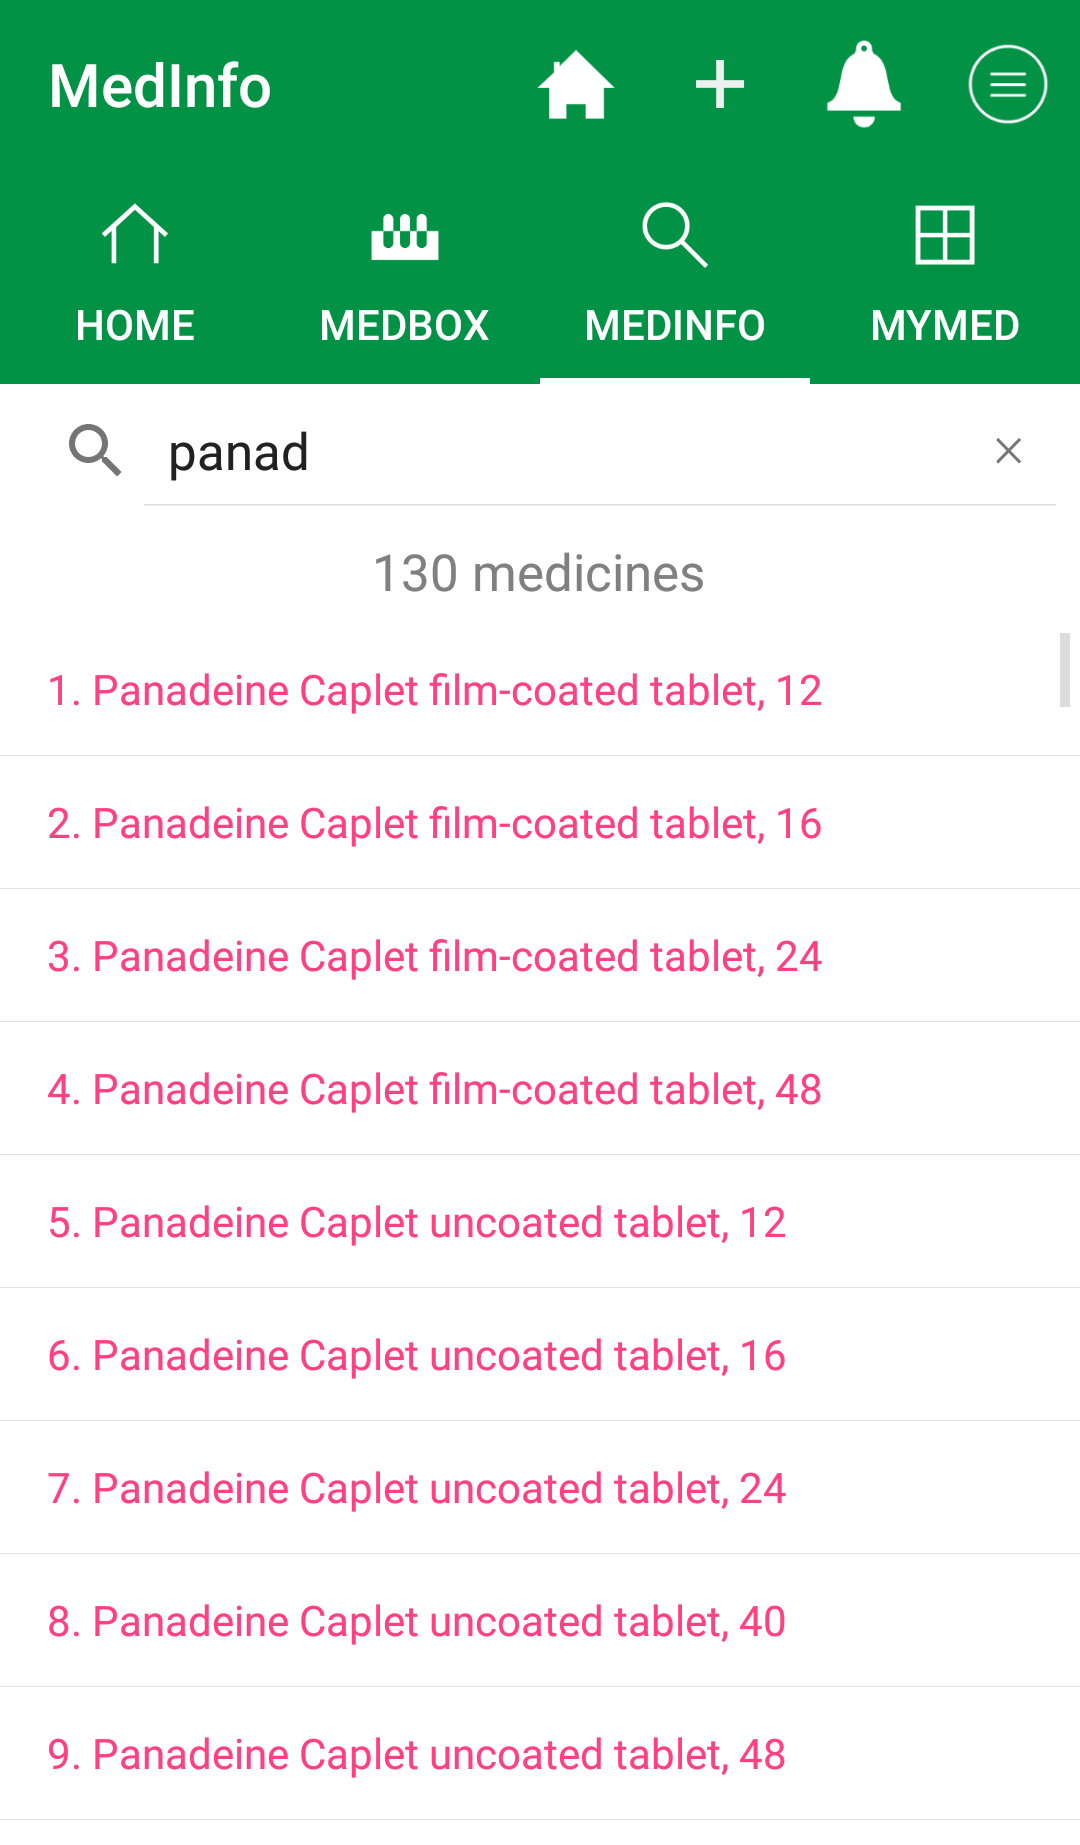 MedInfo
HOME MEDBOX MEDINFO MYMED
panad
130 medicines
1. Panadeine Caplet film-coated tablet, 12
2. Panadeine Caplet film-coated tablet, 16
3. Panadeine Caplet film-coated tablet, 24
4. Panadeine Caplet film-coated tablet, 48
5. Panadeine Caplet uncoated tablet, 12
6. Panadeine Caplet uncoated tablet, 16
7. Panadeine Caplet uncoated tablet, 24
8. Panadeine Caplet uncoated tablet, 40
9. Panadeine Caplet uncoated tablet, 48